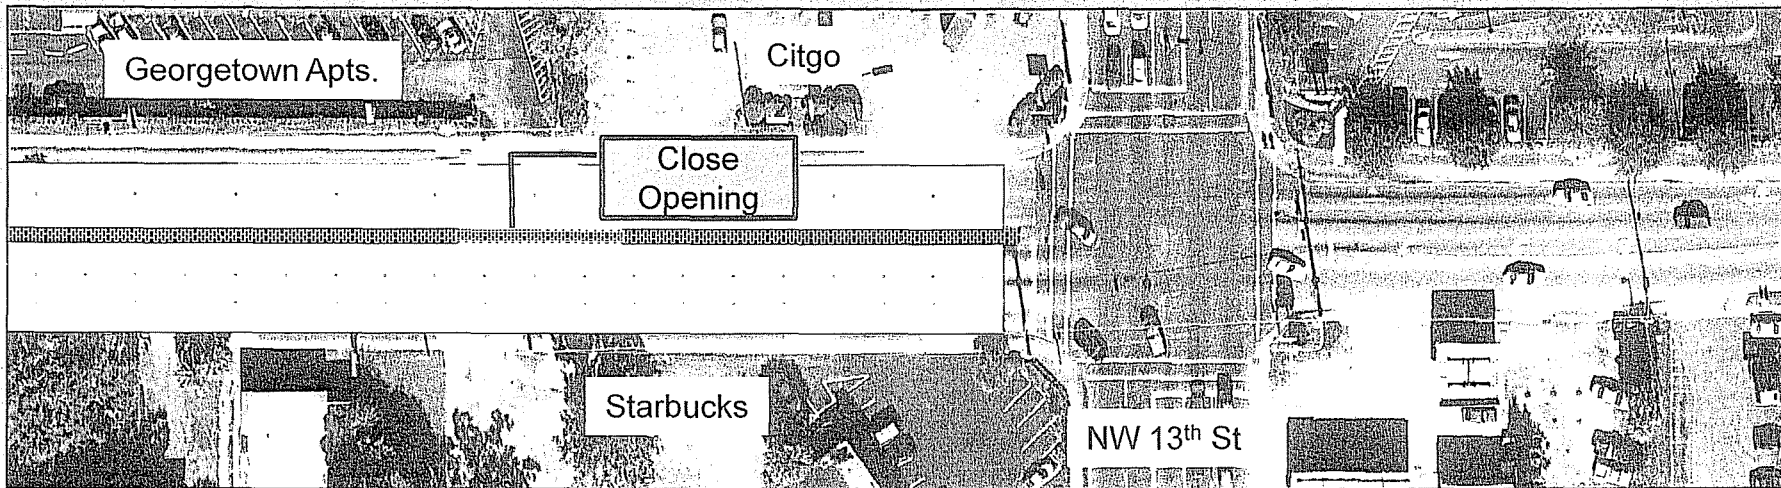 Georgetown Apts.
Citgo
Close
Opening
Starbucks
NW 13th St